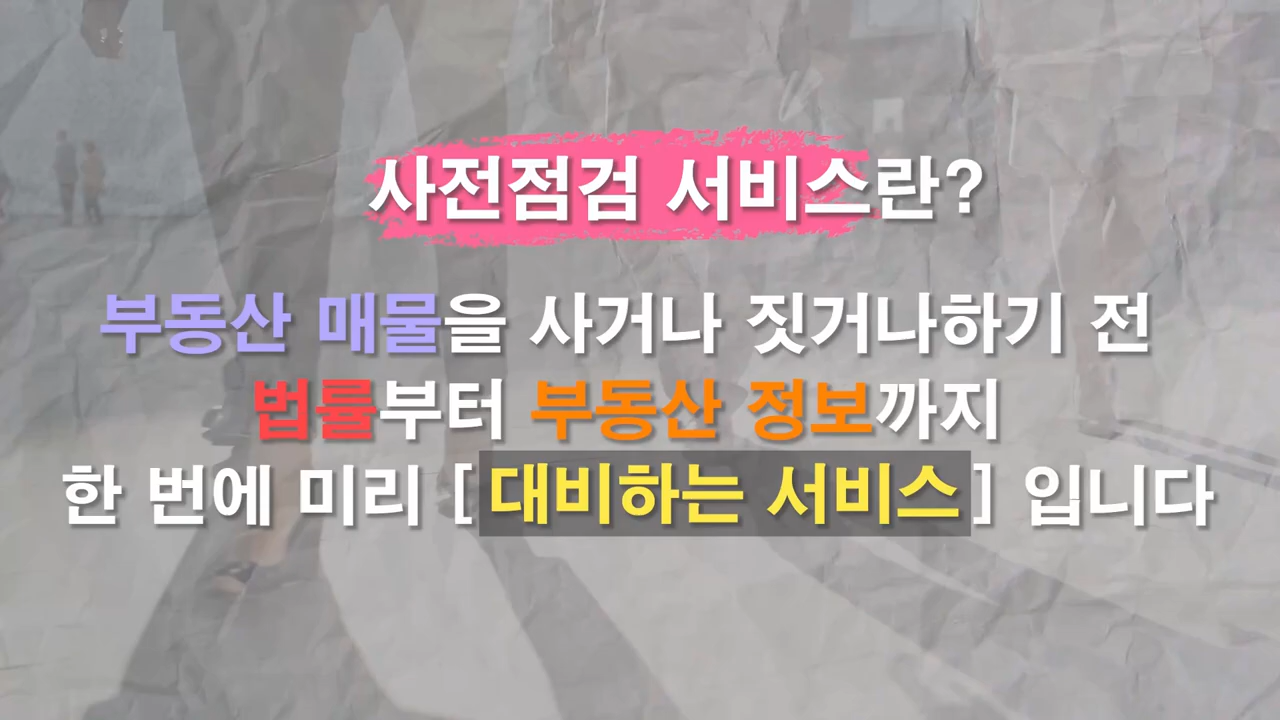 사전점검 서비스란?
부동산 매물을 사거나 짓거나하기 전
법률부터 부동산 정보까지
한 번에 미리 [대비하는 서비스] 입니다